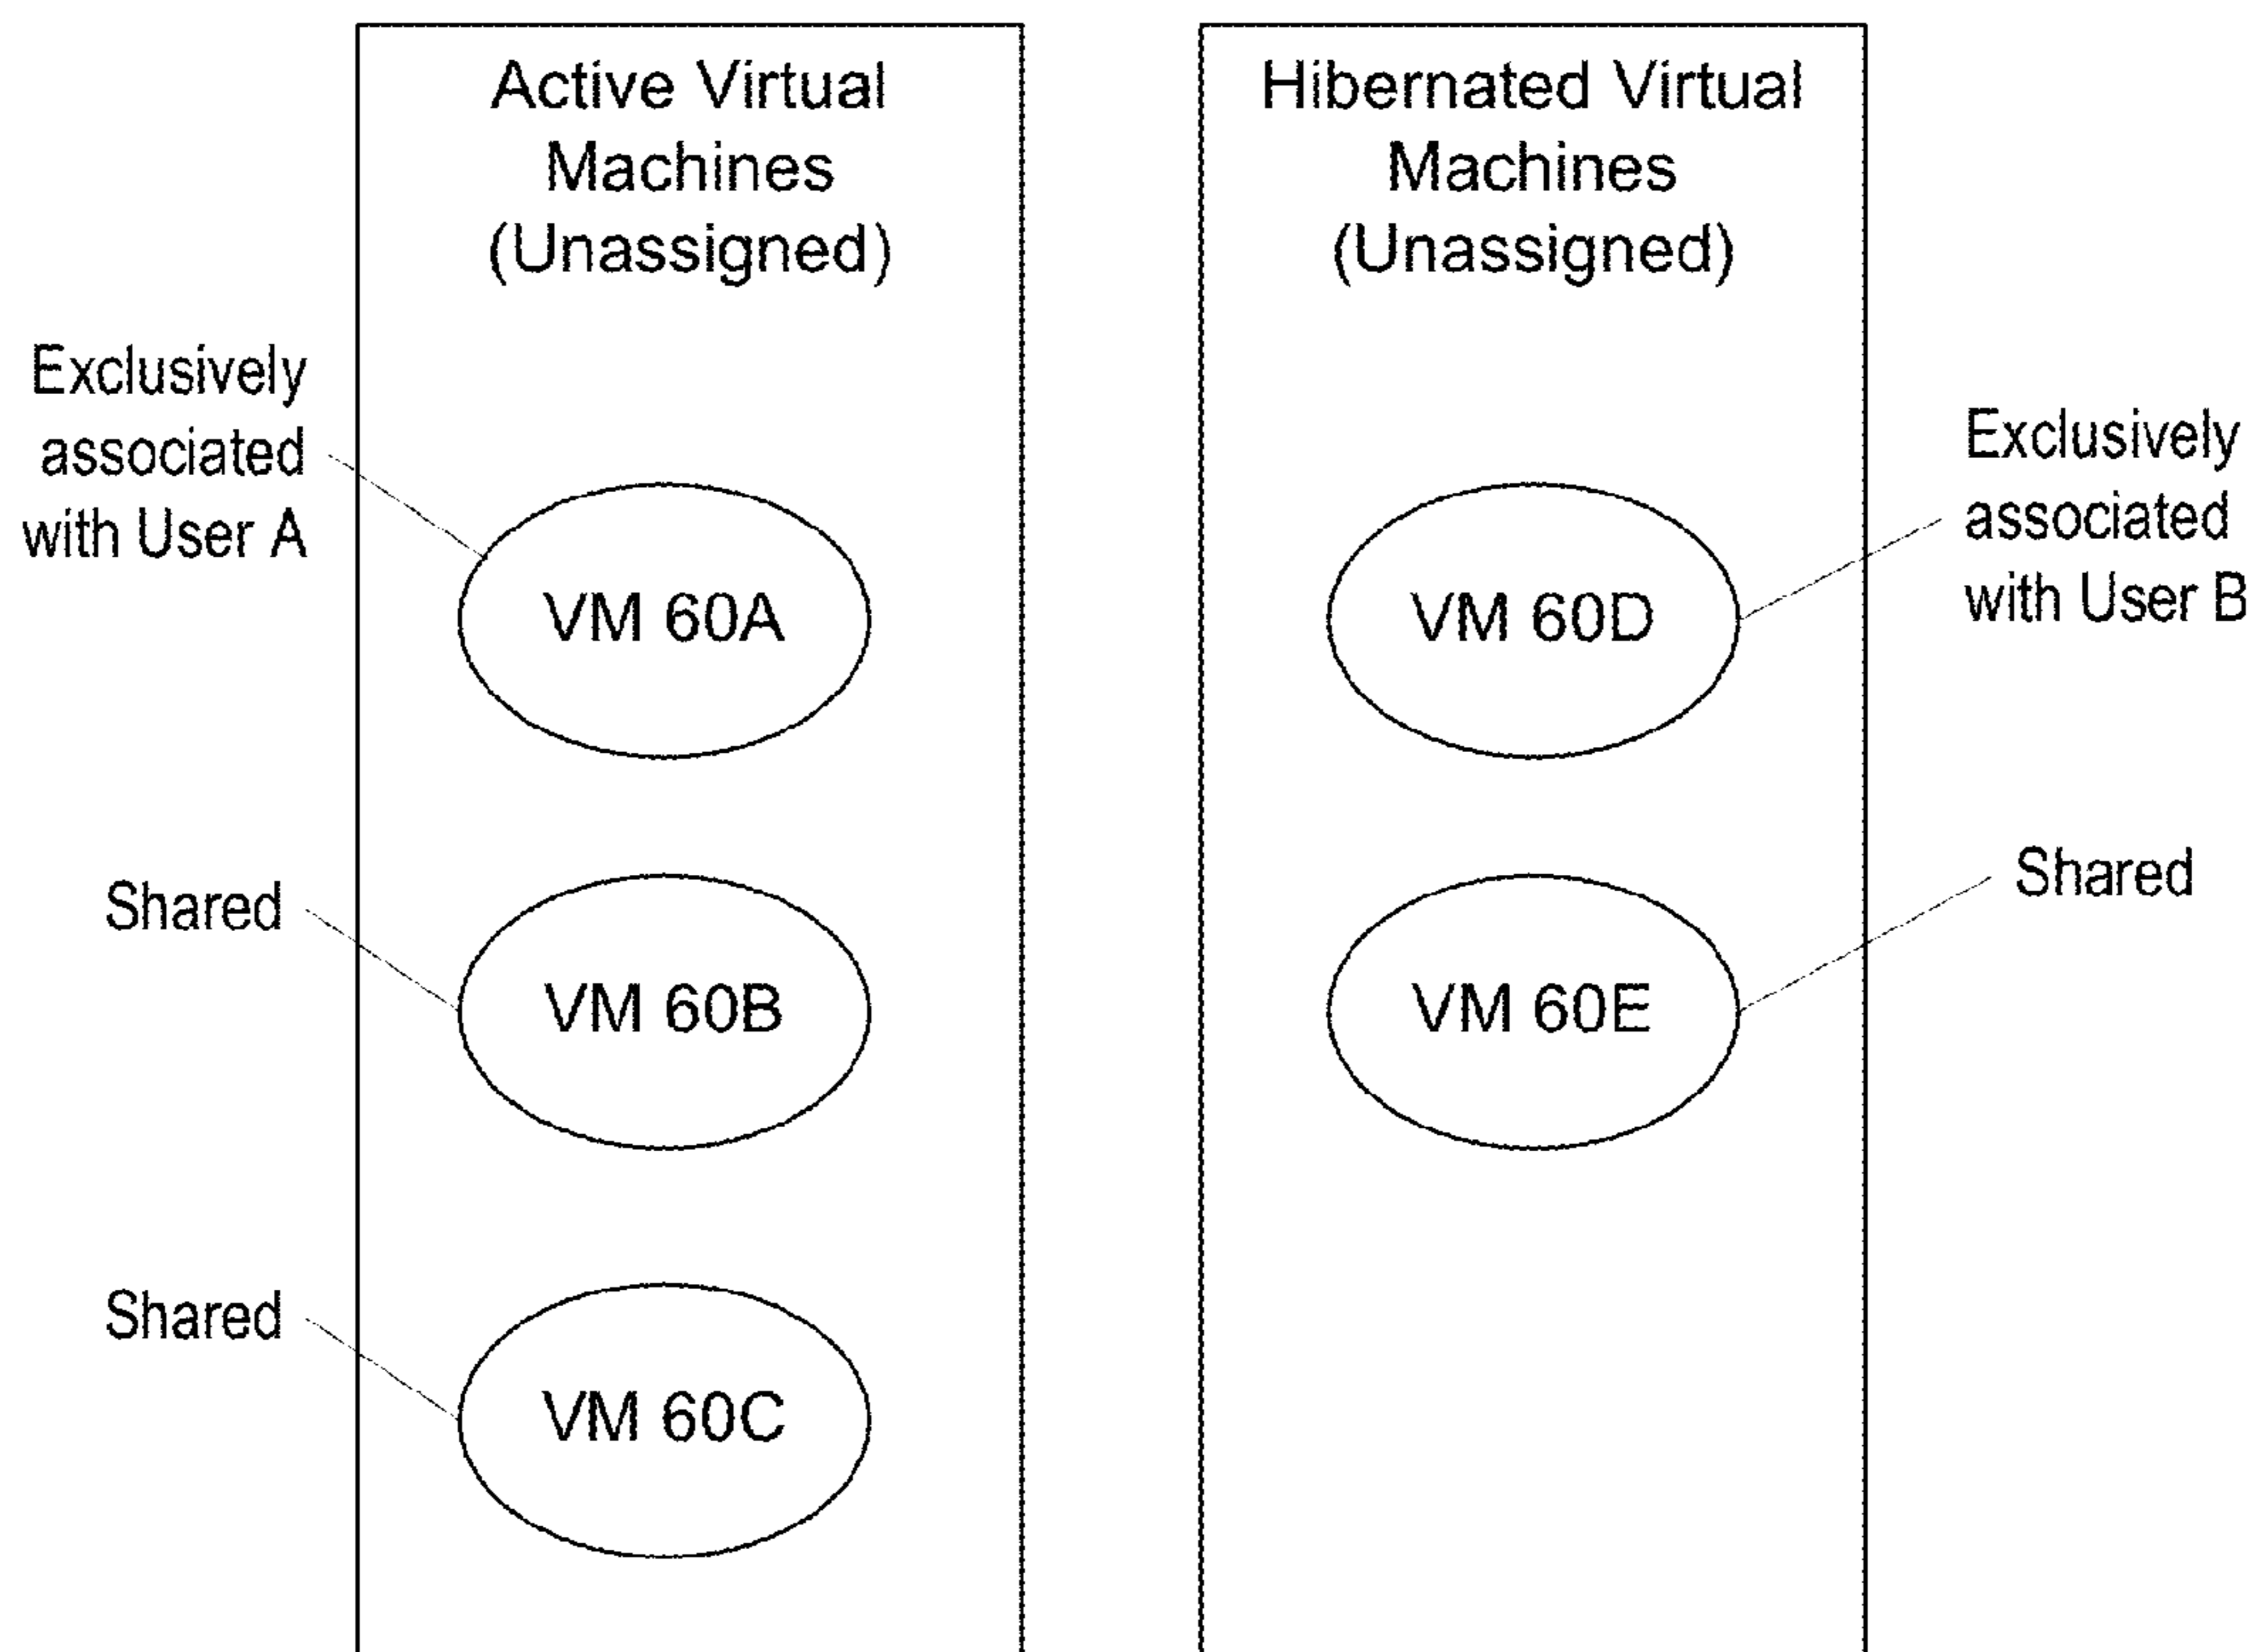 Active Virtual
Machines
(Unassigned)
Hibernated Virtual
Machines
(Unassigned)
Exclusively
associated
with User A
VM 60A
Shared
VM 60B
Shared
VM 60C
VM 60D
Exclusively
associated
with User B
VM 60E
Shared